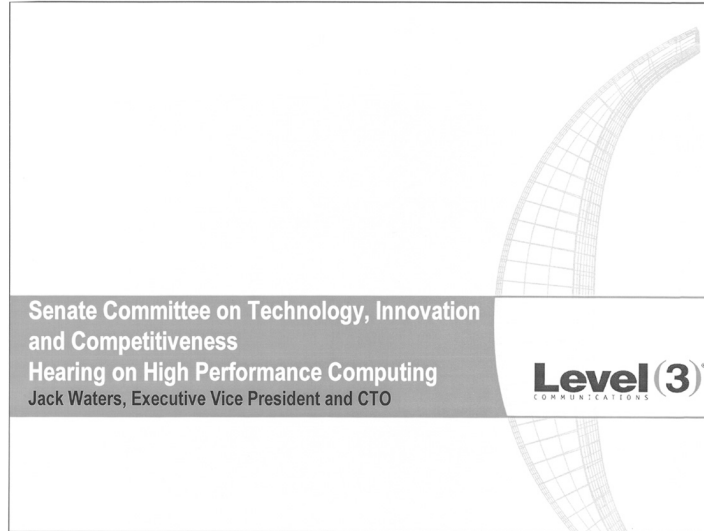 Senate Committee on Technology, Innovation
and Competitiveness
Hearing on High Performance Computing
Jack Waters, Executive Vice President and CTO
Level(3)
COMMUNICATIONS